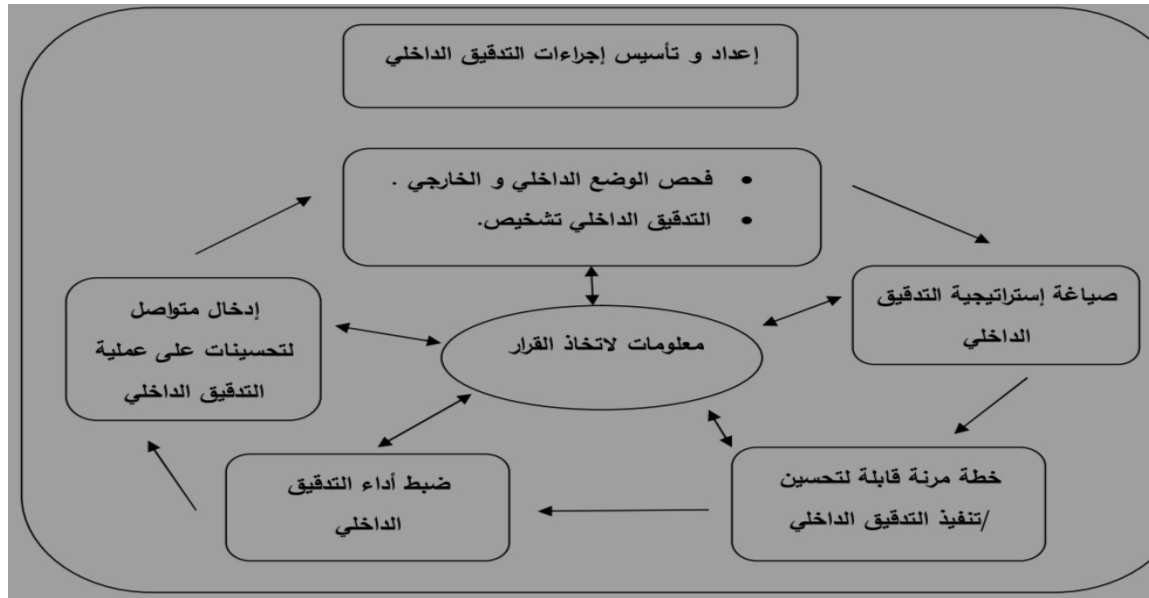 إعداد و تأسيس إجراءات التدقيق الداخلي
• فحص الوضع الداخلي و الخارجي .
• التدقيق الداخلي تشخيص.
صياغة إستراتيجية التدقيق
الداخلي
إدخال متواصل
لتحسينات على عملية
التدقيق الداخلي
معلومات لاتخاذ القرار
خطة مرنة قابلة لتحسين
/تنفيذ التدقيق الداخلي
ضبط أداء التدقيق
الداخلي